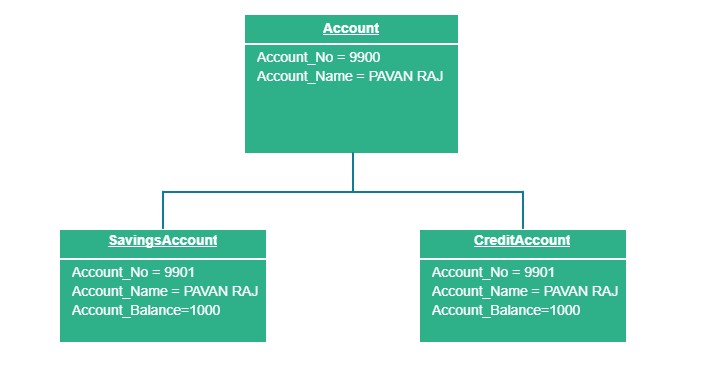 Account
Account_No = 9900
Account_Name = PAVAN RAJ
SavingsAccount
Account_No = 9901
Account_Name = PAVAN RAJ
Account_Balance=1000
CreditAccount
Account_No = 9901
Account_Name = PAVAN RAJ
Account_Balance=1000